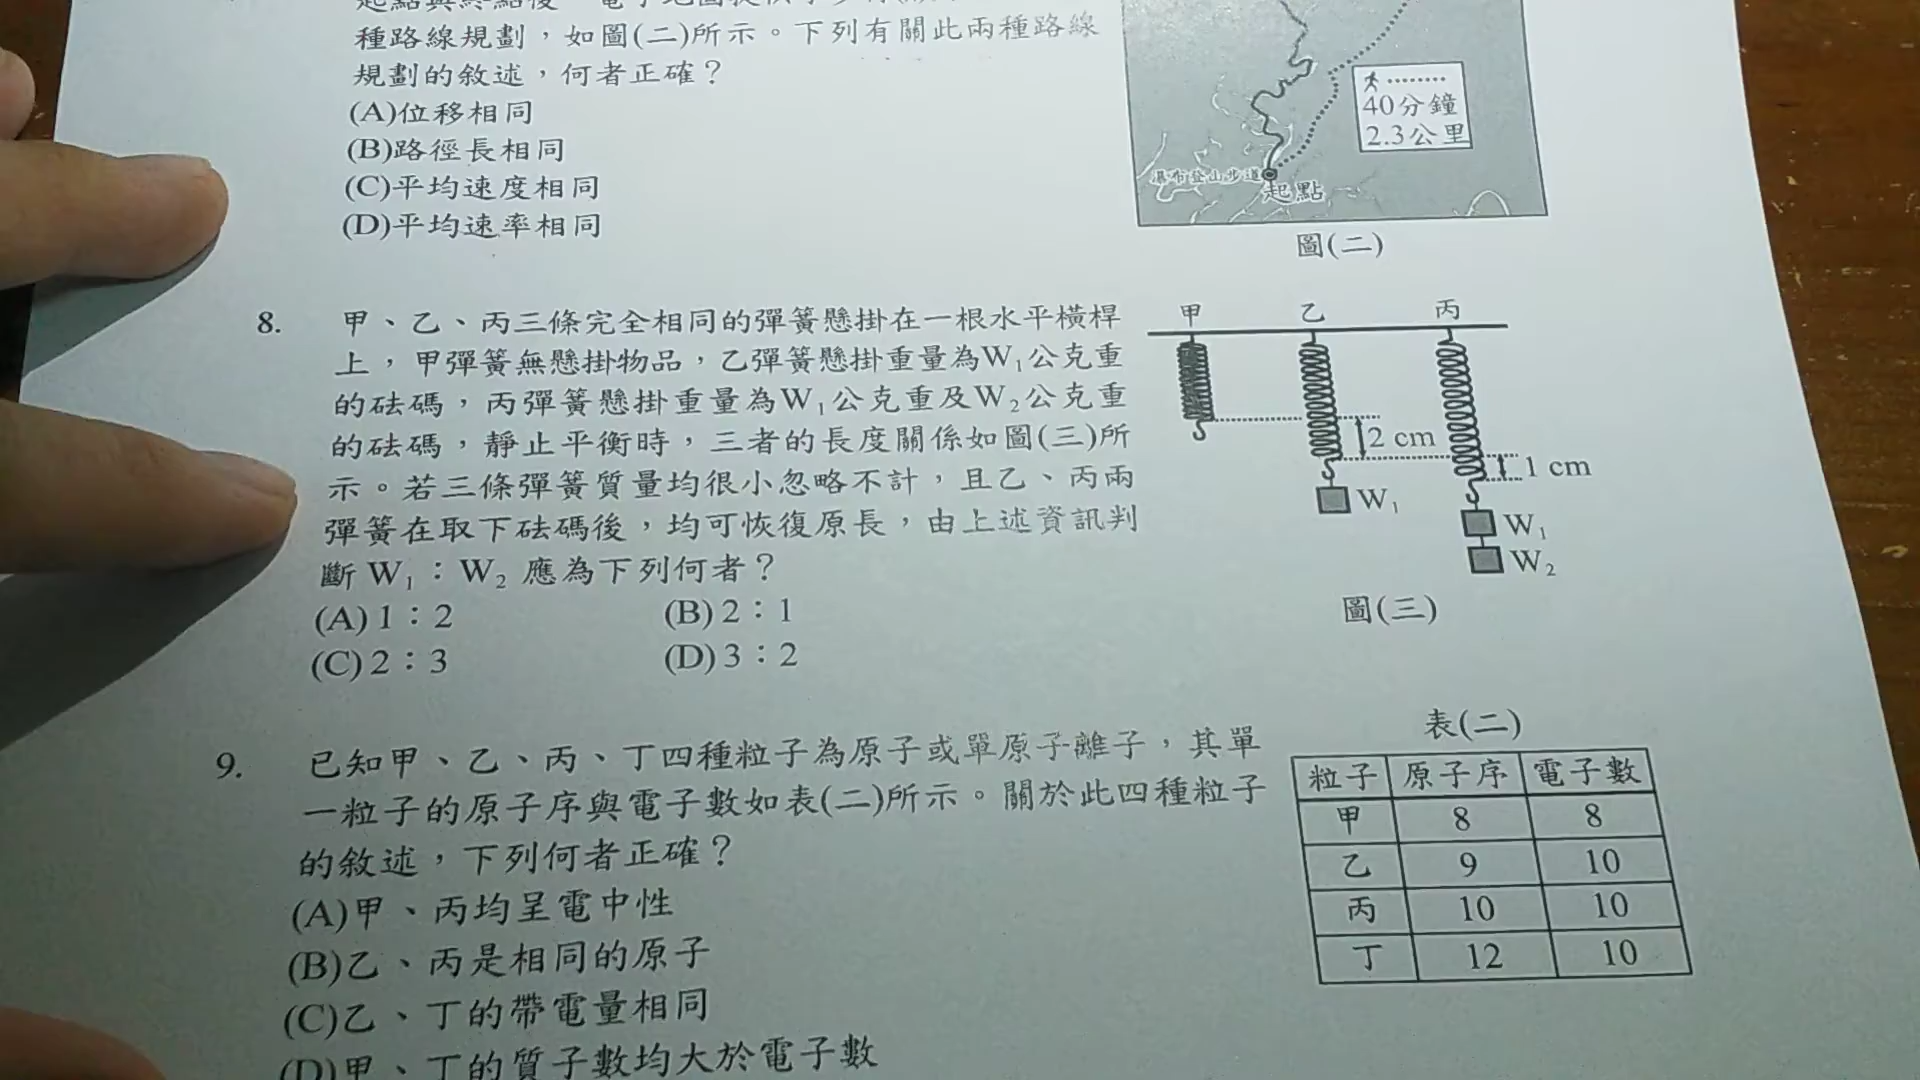 種路線規劃，如圖(二)所示。下列有關此兩種路線
規劃的敘述，何者正確？
(A)位移相同
(B)路徑長相同
(C)平均速度相同
(D)平均速率相同
40分鐘
2.3公里
瀑布登山步道
起點
圖(二)
8. 甲、乙、丙三條完全相同的彈簧懸掛在一根水平橫桿
上，甲彈簧無懸掛物品，乙彈簧懸掛重量為W₁公克重
的砝碼，丙彈簧懸掛重量為W₁公克重及W₂公克重
的砝碼，靜止平衡時，三者的長度關係如圖(三)所
示。若三條彈簧質量均很小忽略不計，且乙、丙兩
彈簧在取下砝碼後，均可恢復原長，由上述資訊判
斷 W₁：W₂ 應為下列何者？
(A) 1：2 (B) 2：1
(C) 2：3 (D) 3：2
甲 乙 丙
2 cm
1 cm
W₁
W₁
W₂
圖(三)
9. 已知甲、乙、丙、丁四種粒子為原子或單原子離子，其單
一粒子的原子序與電子數如表(二)所示。關於此四種粒子
的敘述，下列何者正確？
(A)甲、丙均呈電中性
(B)乙、丙是相同的原子
(C)乙、丁的帶電量相同
(D)甲、丁的質子數均大於電子數
表(二)
粒子 原子序 電子數
甲 8 8
乙 9 10
丙 10 10
丁 12 10